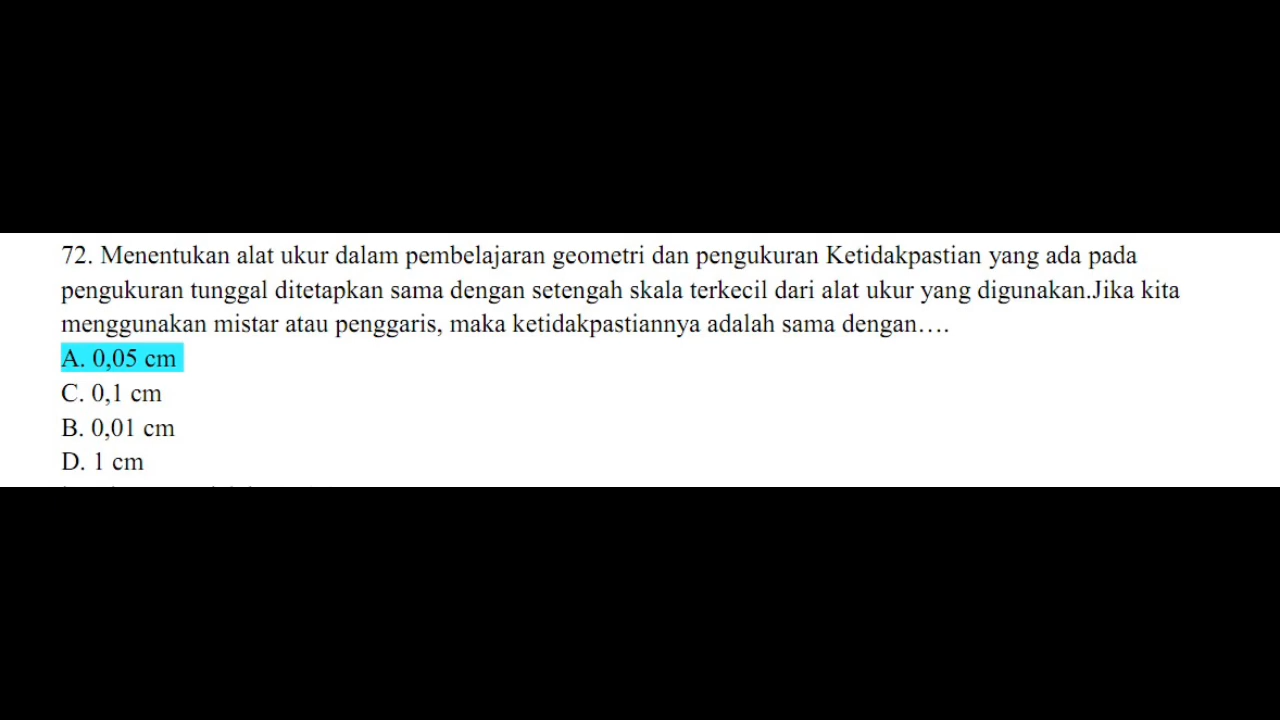 72. Menentukan alat ukur dalam pembelajaran geometri dan pengukuran Ketidakpastian yang ada pada
pengukuran tunggal ditetapkan sama dengan setengah skala terkecil dari alat ukur yang digunakan.Jika kita
menggunakan mistar atau penggaris, maka ketidakpastiannya adalah sama dengan….
A. 0,05 cm
C. 0,1 cm
B. 0,01 cm
D. 1 cm